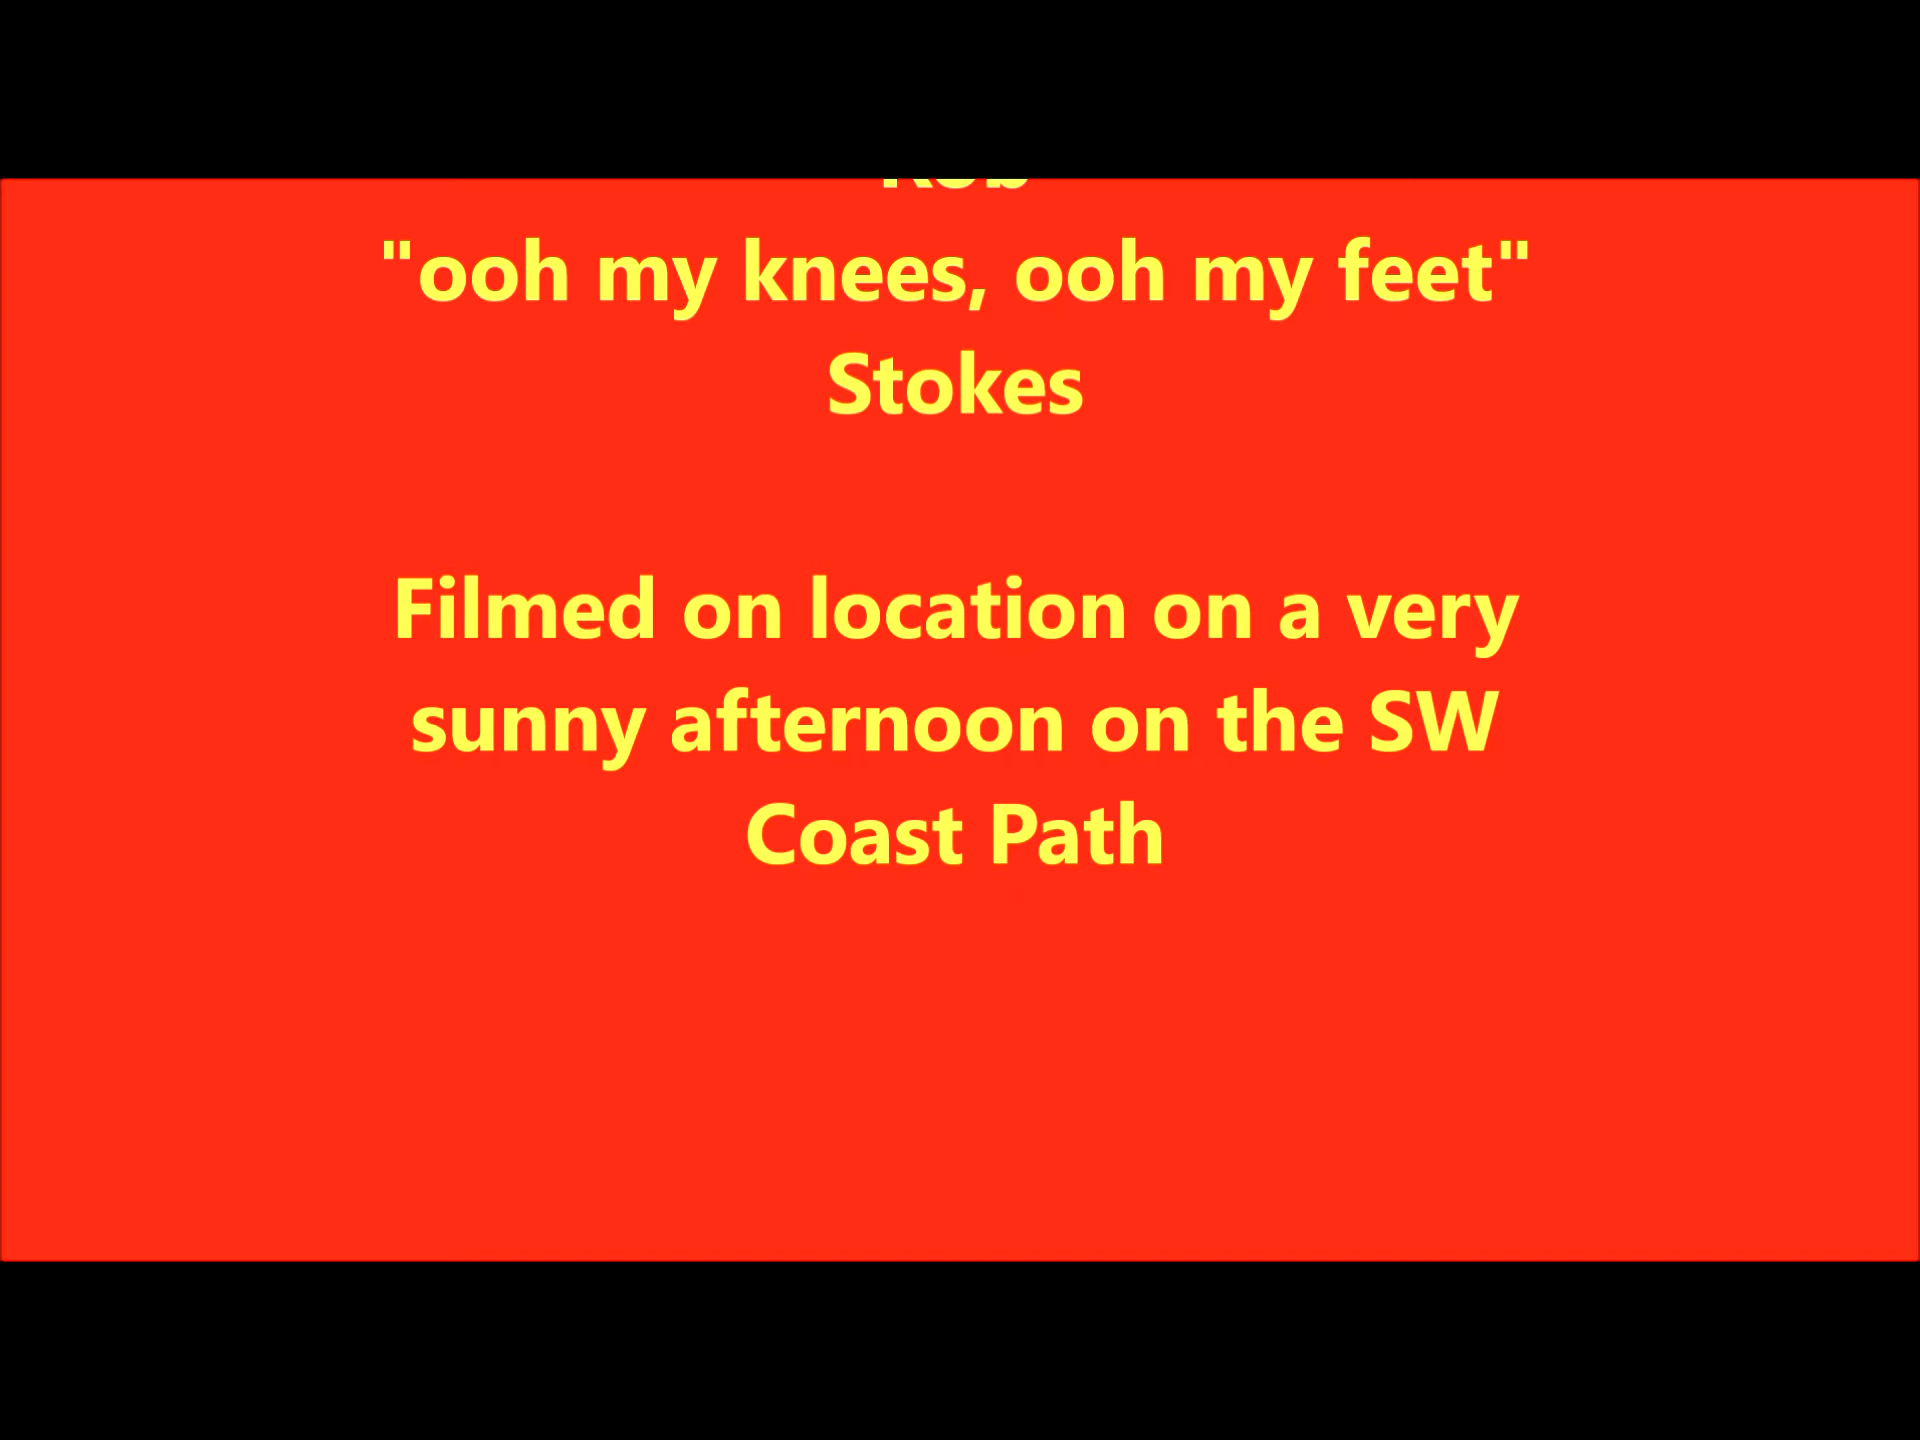 Rob
"ooh my knees, ooh my feet"
Stokes
Filmed on location on a very
sunny afternoon on the SW
Coast Path